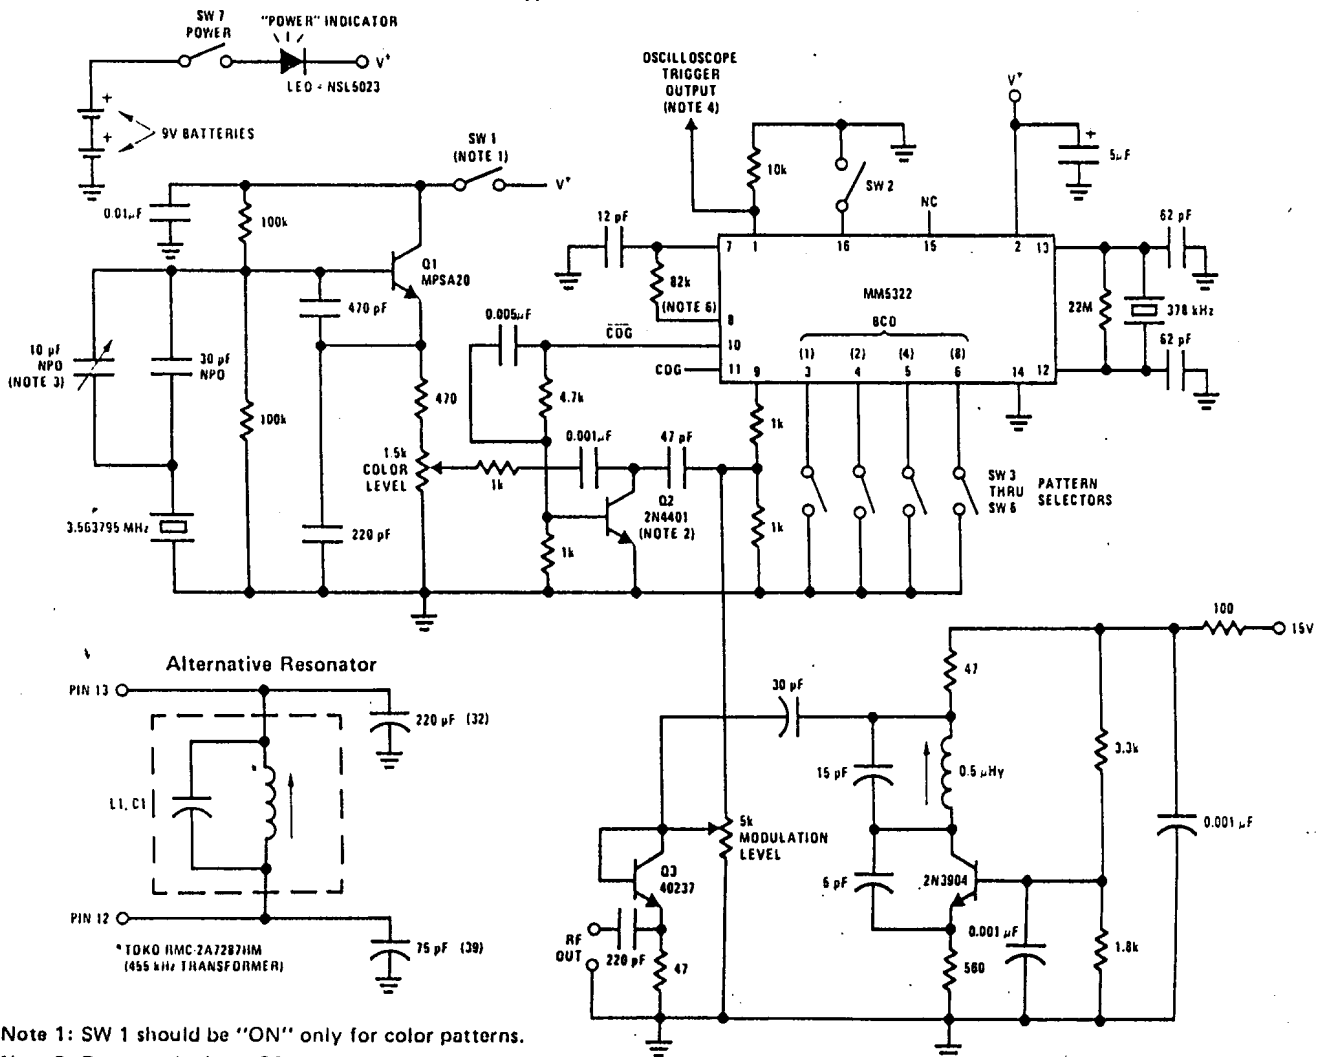 SW 7
POWER
"POWER" INDICATOR
V+
LED - NSL5023
+
+
9V BATTERIES
SW 1
(NOTE 1)
V+
0.01µF
100k
Q1
MPSA20
470 pF
10 pF
NPO
(NOTE 3)
30 pF
NPO
100k
470
1.5k
COLOR
LEVEL
3.563795 MHz
220 pF
OSCILLOSCOPE
TRIGGER
OUTPUT
(NOTE 4)
10k
SW 2
V+
+
5µF
NC
12 pF
62 pF
7
1
16
15
2
13
82k
(NOTE 6)
MM5322
22M
378 kHz
8
BCD
0.005µF
COG
10
(1)
(2)
(4)
(8)
62 pF
COG
11
9
3
4
5
6
14
12
4.7k
1k
0.001µF
47 pF
1k
Q2
2N4401
(NOTE 2)
SW 3
THRU
SW 6
PATTERN
SELECTORS
1k
1k
100
15V
Alternative Resonator
PIN 13
220 pF (32)
L1, C1
*
PIN 12
75 pF (39)
*TOKO RMC-2A7287HM
(455 kHz TRANSFORMER)
47
30 pF
3.3k
15 pF
0.5 µHy
5k
MODULATION
LEVEL
0.001 µF
Q3
40237
6 pF
2N3904
RF
OUT
220 pF
47
0.001 µF
1.8k
560
Note 1: SW 1 should be "ON" only for color patterns.